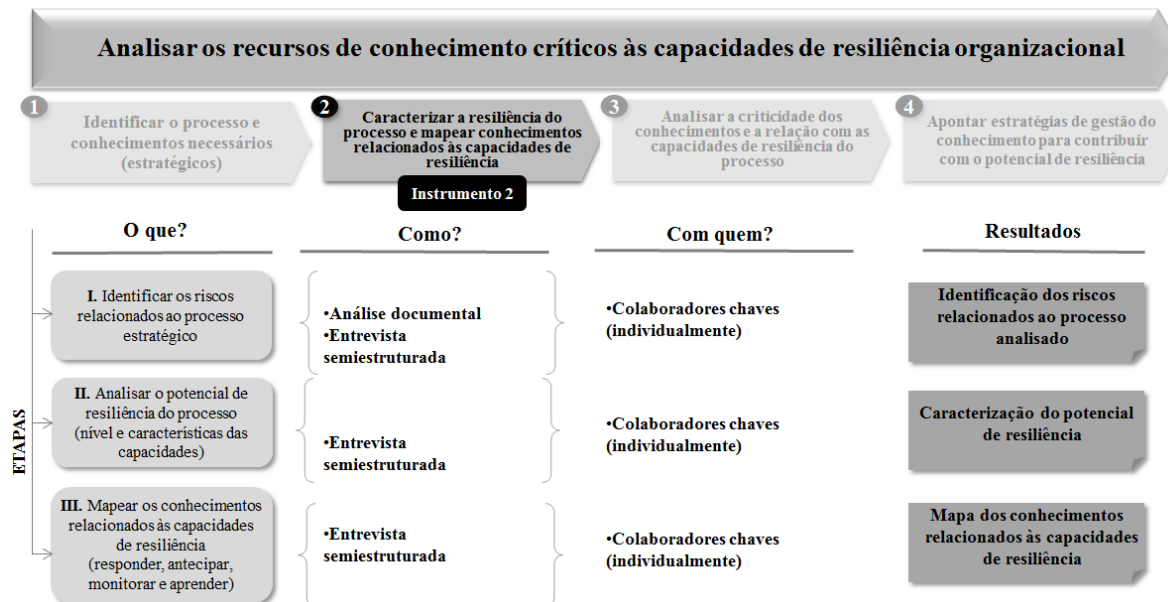 Analisar os recursos de conhecimento críticos às capacidades de resiliência organizacional
1
Identificar o processo e
conhecimentos necessários
(estratégicos)
2
Caracterizar a resiliência do
processo e mapear conhecimentos
relacionados às capacidades de
resiliência
Instrumento 2
3
Analisar a criticidade dos
conhecimentos e a relação com as
capacidades de resiliência do
processo
4
Apontar estratégias de gestão do
conhecimento para contribuir
com o potencial de resiliência
O que?
Como?
Com quem?
Resultados
ETAPAS
I. Identificar os riscos
relacionados ao processo
estratégico
•Análise documental
•Entrevista
semiestruturada
•Colaboradores chaves
(individualmente)
Identificação dos riscos
relacionados ao processo
analisado
II. Analisar o potencial de
resiliência do processo
(nível e características das
capacidades)
•Entrevista
semiestruturada
•Colaboradores chaves
(individualmente)
Caracterização do potencial
de resiliência
III. Mapear os conhecimentos
relacionados às capacidades
de resiliência
(responder, antecipar,
monitorar e aprender)
•Entrevista
semiestruturada
•Colaboradores chaves
(individualmente)
Mapa dos conhecimentos
relacionados às capacidades
de resiliência